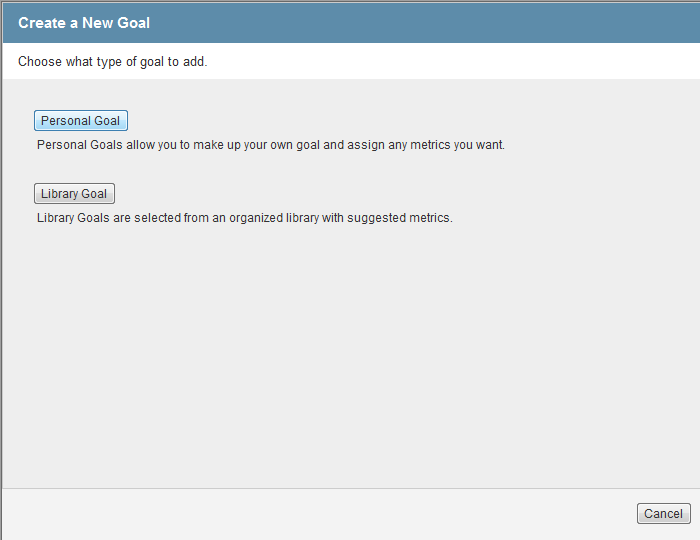 Create a New Goal
Choose what type of goal to add.
Personal Goal
Personal Goals allow you to make up your own goal and assign any metrics you want.
Library Goal
Library Goals are selected from an organized library with suggested metrics.
Cancel